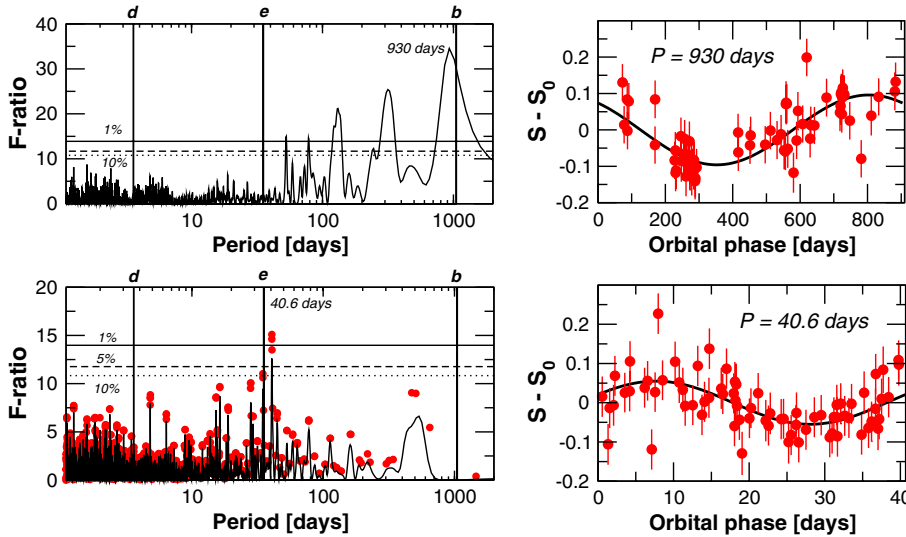 d e b
40
30
20
10
0
F-ratio
930 days
1%
10%
10 100 1000
Period [days]
P = 930 days
0.2
0.1
0
-0.1
-0.2
S - S0
0 200 400 600 800
Orbital phase [days]
d e b
20
15
10
5
0
F-ratio
40.6 days
1%
5%
10%
10 100 1000
Period [days]
P = 40.6 days
0.2
0.1
0
-0.1
-0.2
S - S0
0 10 20 30 40
Orbital phase [days]